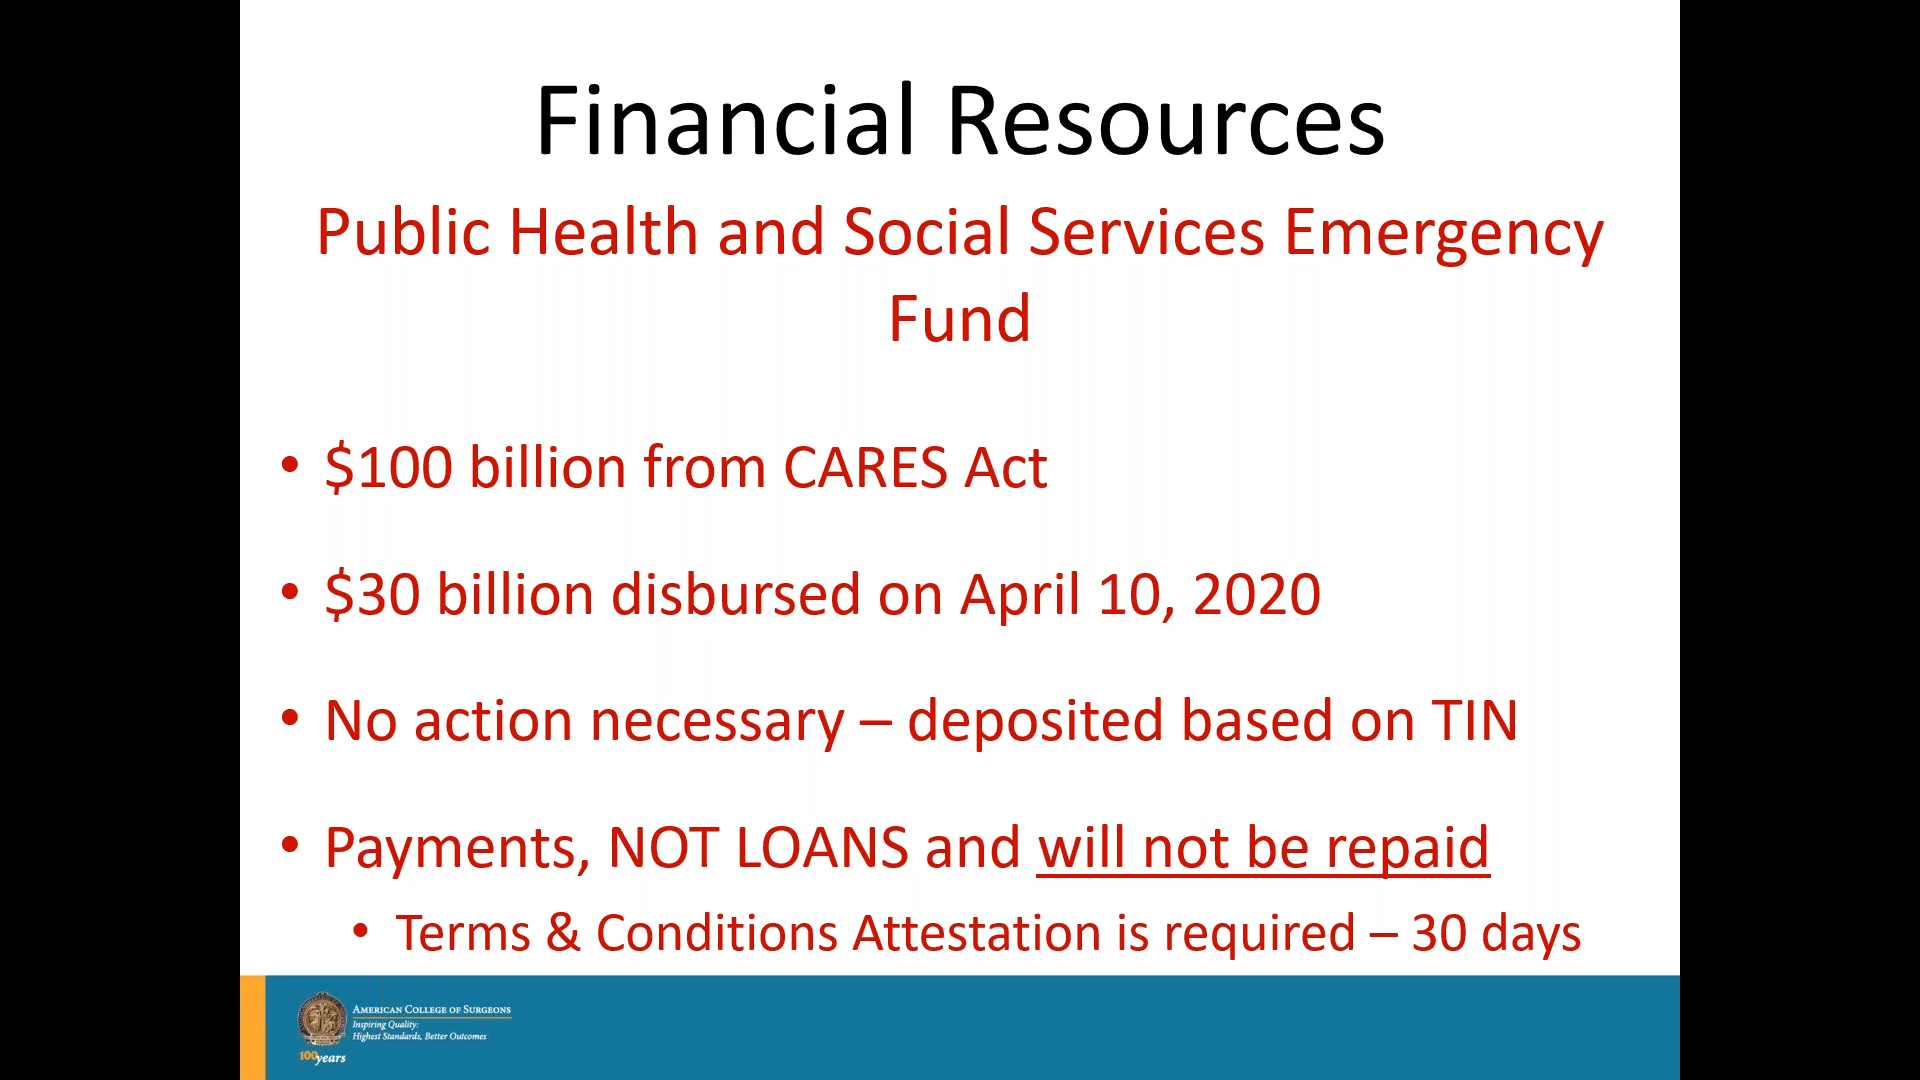 Financial Resources
Public Health and Social Services Emergency
Fund
• $100 billion from CARES Act
• $30 billion disbursed on April 10, 2020
• No action necessary – deposited based on TIN
• Payments, NOT LOANS and will not be repaid
• Terms & Conditions Attestation is required – 30 days
AMERICAN COLLEGE OF SURGEONS
Inspiring Quality:
Highest Standards, Better Outcomes
100years